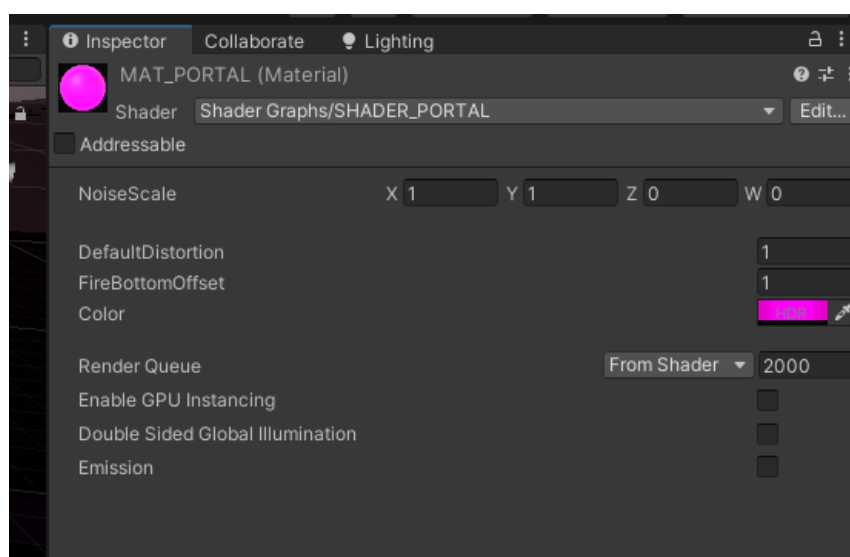 Inspector Collaborate Lighting
MAT_PORTAL (Material)
Shader Shader Graphs/SHADER_PORTAL Edit...
Addressable
NoiseScale X 1 Y 1 Z 0 W 0
DefaultDistortion 1
FireBottomOffset 1
Color HDR
Render Queue From Shader 2000
Enable GPU Instancing
Double Sided Global Illumination
Emission